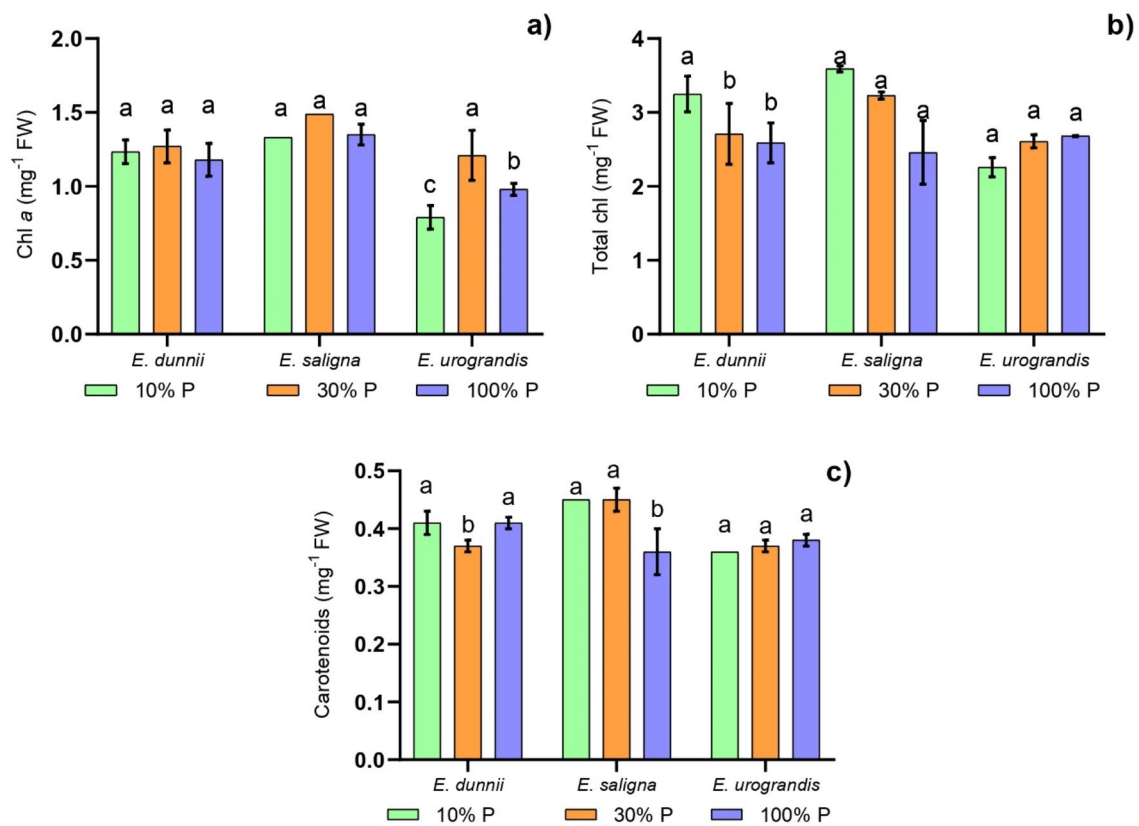 a)
Chl a (mg⁻¹ FW)
2.0
1.5
1.0
0.5
0.0
a a a a a a c a b
E. dunnii E. saligna E. urograndis
10% P 30% P 100% P
b)
Total chl (mg⁻¹ FW)
4
3
2
1
0
a b b a a a a a a
E. dunnii E. saligna E. urograndis
10% P 30% P 100% P
c)
Carotenoids (mg⁻¹ FW)
0.5
0.4
0.3
0.2
0.1
0.0
a b a a a b a a a
E. dunnii E. saligna E. urograndis
10% P 30% P 100% P